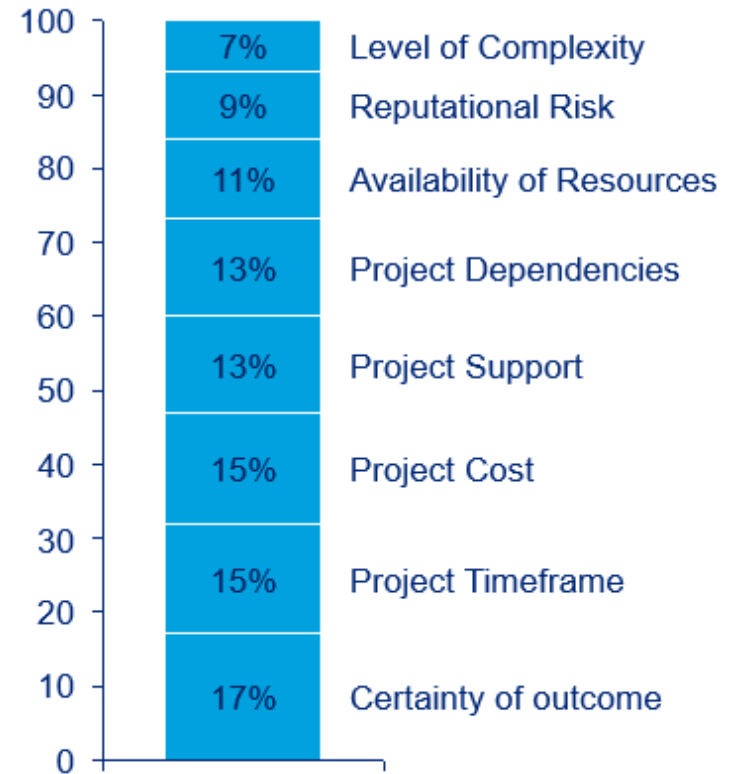 100
7% Level of Complexity
90
9% Reputational Risk
80
11% Availability of Resources
70
13% Project Dependencies
60
13% Project Support
50
40
15% Project Cost
30
15% Project Timeframe
20
10
17% Certainty of outcome
0